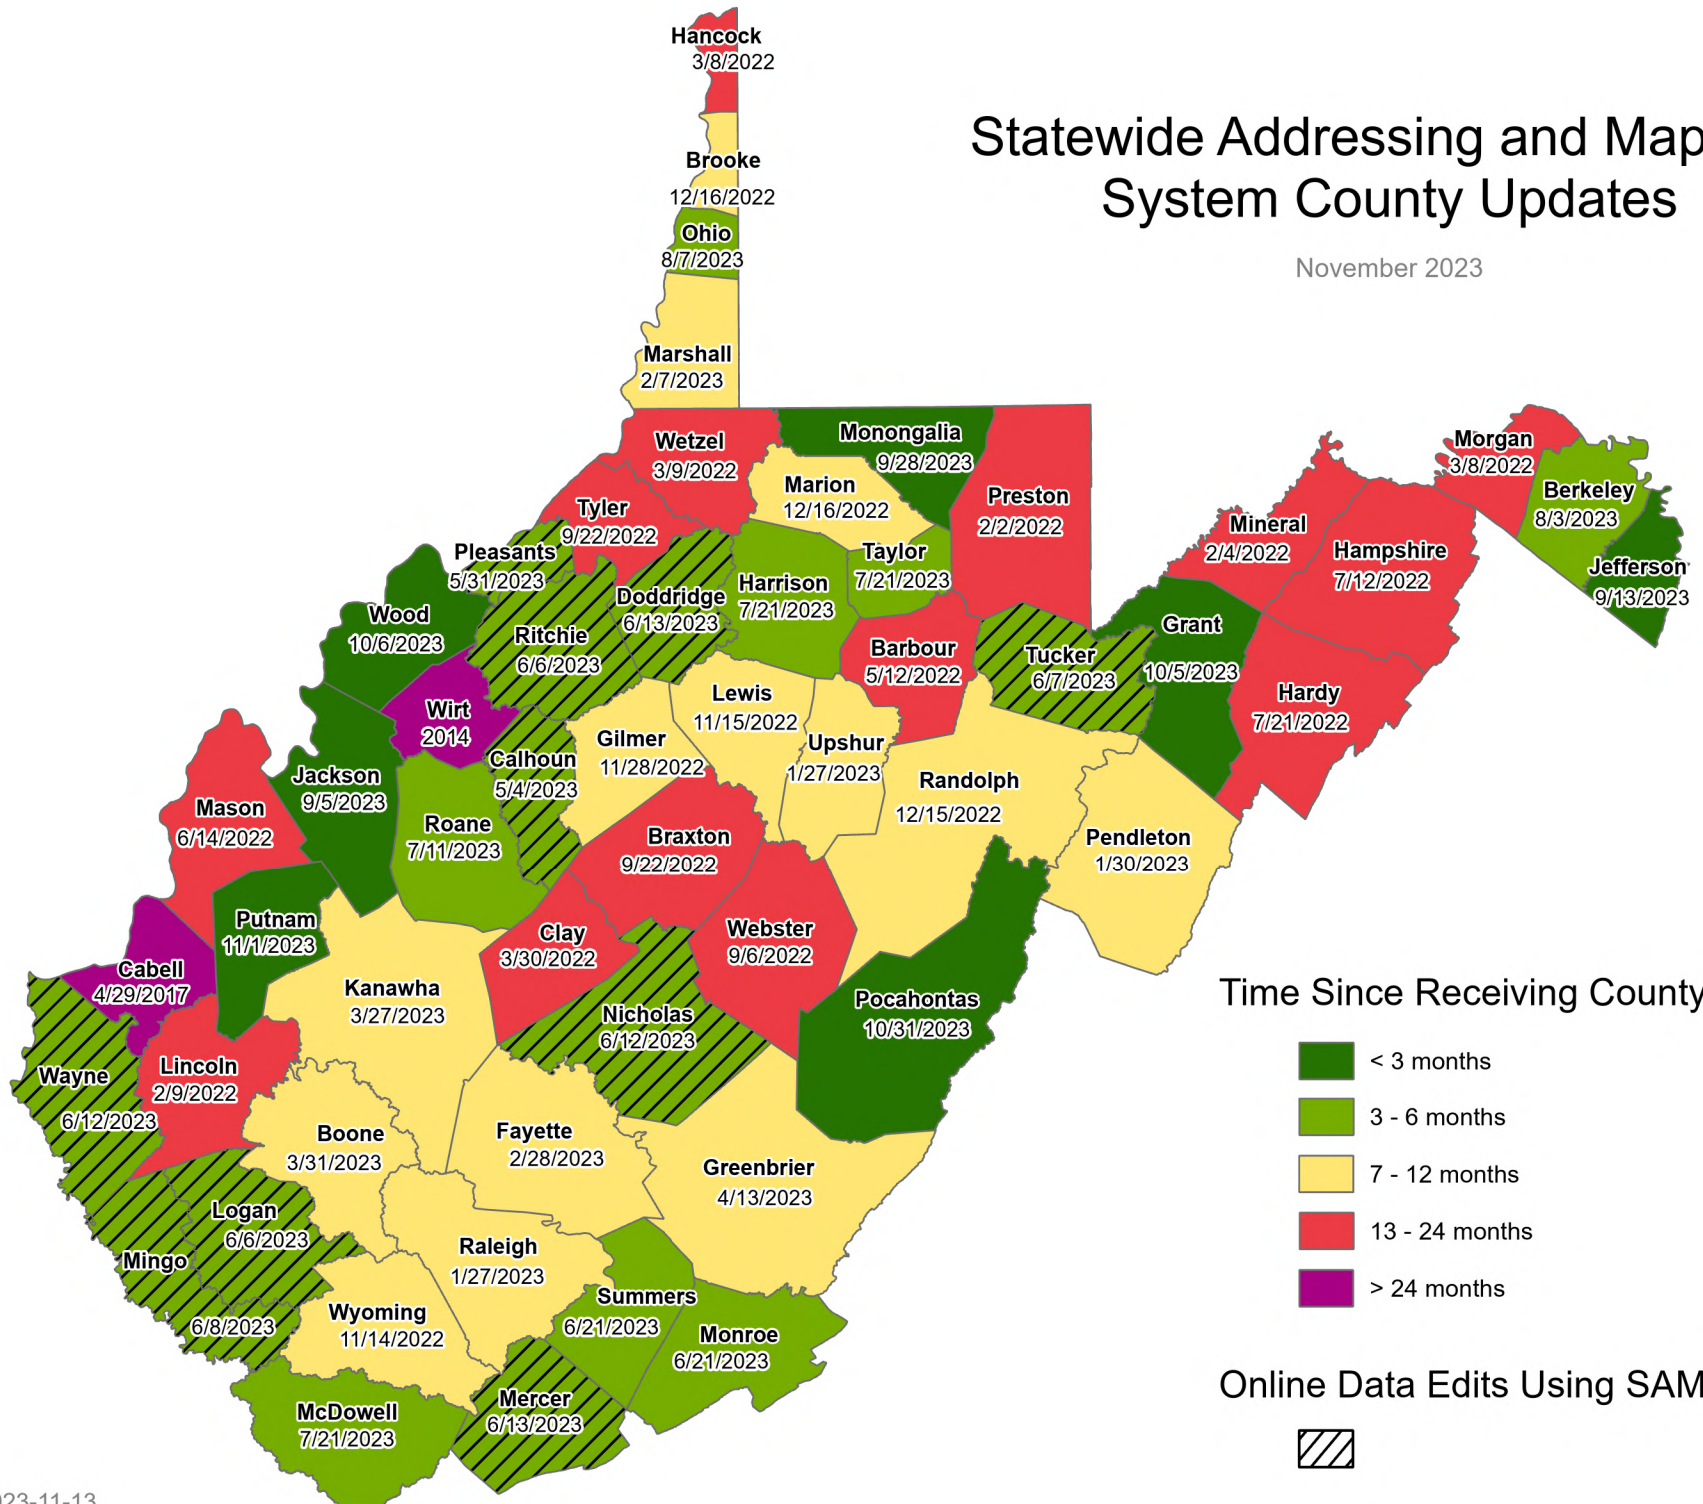 Statewide Addressing and Map
System County Updates
November 2023
Hancock
3/8/2022
Brooke
12/16/2022
Ohio
8/7/2023
Marshall
2/7/2023
Wetzel
3/9/2022
Monongalia
9/28/2023
Marion
12/16/2022
Preston
2/2/2022
Tyler
9/22/2022
Pleasants
5/31/2023
Doddridge
6/13/2023
Harrison
7/21/2023
Taylor
7/21/2023
Morgan
3/8/2022
Berkeley
8/3/2023
Jefferson
9/13/2023
Mineral
2/4/2022
Hampshire
7/12/2022
Grant
10/5/2023
Hardy
7/21/2022
Wood
10/6/2023
Ritchie
6/6/2023
Barbour
5/12/2022
Tucker
6/7/2023
Wirt
2014
Lewis
11/15/2022
Gilmer
11/28/2022
Upshur
1/27/2023
Calhoun
5/4/2023
Randolph
12/15/2022
Jackson
9/5/2023
Mason
6/14/2022
Roane
7/11/2023
Braxton
9/22/2022
Pendleton
1/30/2023
Putnam
11/1/2023
Clay
3/30/2022
Webster
9/6/2022
Cabell
4/29/2017
Kanawha
3/27/2023
Nicholas
6/12/2023
Pocahontas
10/31/2023
Wayne
6/12/2023
Lincoln
2/9/2022
Boone
3/31/2023
Fayette
2/28/2023
Greenbrier
4/13/2023
Logan
6/6/2023
Mingo
6/8/2023
Raleigh
1/27/2023
Wyoming
11/14/2022
Summers
6/21/2023
Monroe
6/21/2023
Mercer
6/13/2023
McDowell
7/21/2023
Time Since Receiving County
< 3 months
3 - 6 months
7 - 12 months
13 - 24 months
> 24 months
Online Data Edits Using SAM
023-11-13